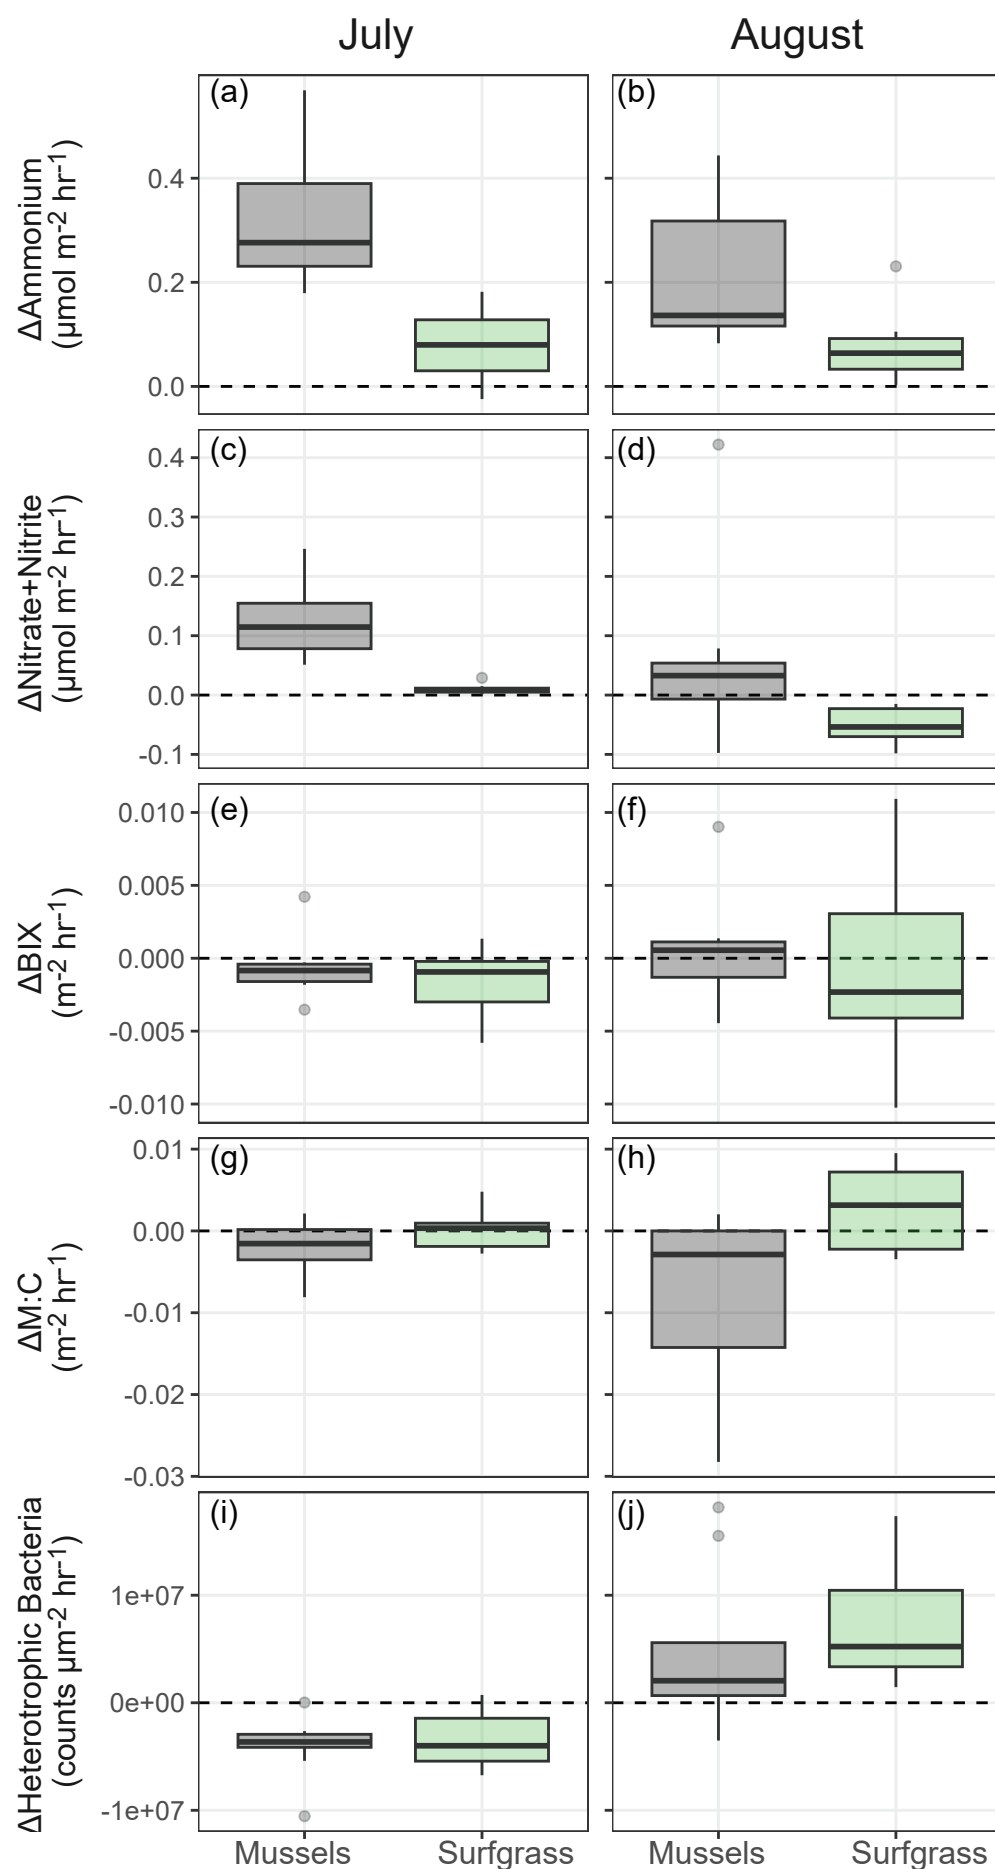 July August
(a) (b)
ΔAmmonium
(μmol m-2 hr-1)
0.4
0.2
0.0
(c) (d)
ΔNitrate+Nitrite
(μmol m-2 hr-1)
0.4
0.3
0.2
0.1
0.0
-0.1
(e) (f)
ΔBIX
(m-2 hr-1)
0.010
0.005
0.000
-0.005
-0.010
(g) (h)
ΔM:C
(m-2 hr-1)
0.01
0.00
-0.01
-0.02
-0.03
(i) (j)
ΔHeterotrophic Bacteria
(counts μm-2 hr-1)
1e+07
0e+00
-1e+07
Mussels Surfgrass Mussels Surfgrass